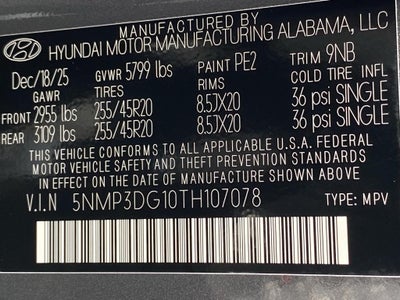 MANUFACTURED BY
HYUNDAI MOTOR MANUFACTURING ALABAMA, LLC
Dec/18/25 GVWR 5799 lbs PAINT PE2 TRIM 9NB
GAWR TIRES RIMS COLD TIRE INFL
FRONT 2955 lbs 255/45R20 8.5JX20 36 psi SINGLE
REAR 3109 lbs 255/45R20 8.5JX20 36 psi SINGLE
THIS VEHICLE CONFORMS TO ALL APPLICABLE U.S.A. FEDERAL
MOTOR VEHICLE SAFETY AND THEFT PREVENTION STANDARDS
IN EFFECT ON THE DATE OF MANUFACTURE SHOWN ABOVE
V.I.N 5NMP3DG10TH107078 TYPE: MPV